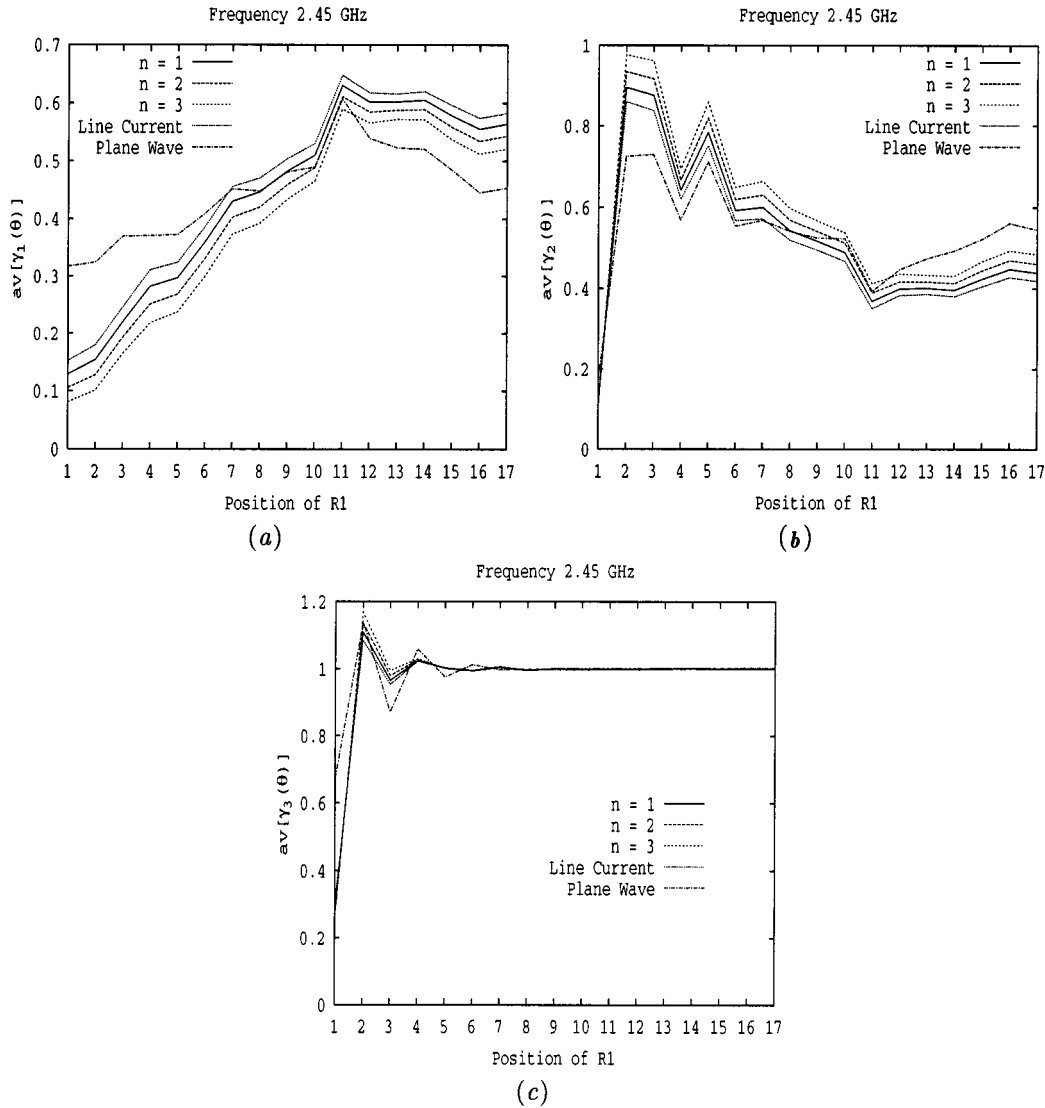 Frequency 2.45 GHz
0.7
0.6
0.5
0.4
0.3
0.2
0.1
0
av[γ₁(θ)]
n = 1
n = 2
n = 3
Line Current
Plane Wave
1 2 3 4 5 6 7 8 9 10 11 12 13 14 15 16 17
Position of R1
(a)
Frequency 2.45 GHz
1
0.8
0.6
0.4
0.2
0
av[γ₂(θ)]
n = 1
n = 2
n = 3
Line Current
Plane Wave
1 2 3 4 5 6 7 8 9 10 11 12 13 14 15 16 17
Position of R1
(b)
Frequency 2.45 GHz
1.2
1
0.8
0.6
0.4
0.2
0
av[γ₃(θ)]
n = 1
n = 2
n = 3
Line Current
Plane Wave
1 2 3 4 5 6 7 8 9 10 11 12 13 14 15 16 17
Position of R1
(c)